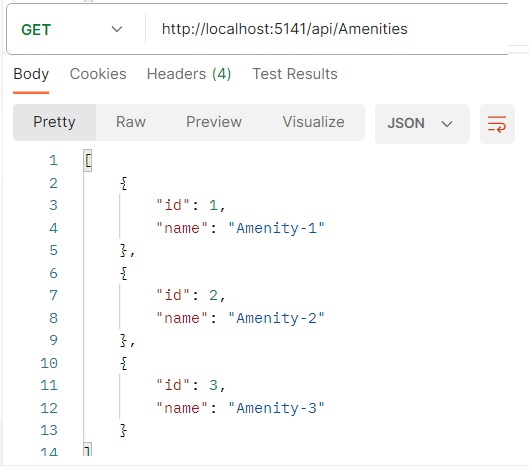 GET http://localhost:5141/api/Amenities
Body Cookies Headers (4) Test Results
Pretty Raw Preview Visualize JSON
1 [
2 {
3 "id": 1,
4 "name": "Amenity-1"
5 },
6 {
7 "id": 2,
8 "name": "Amenity-2"
9 },
10 {
11 "id": 3,
12 "name": "Amenity-3"
13 }
14 ]